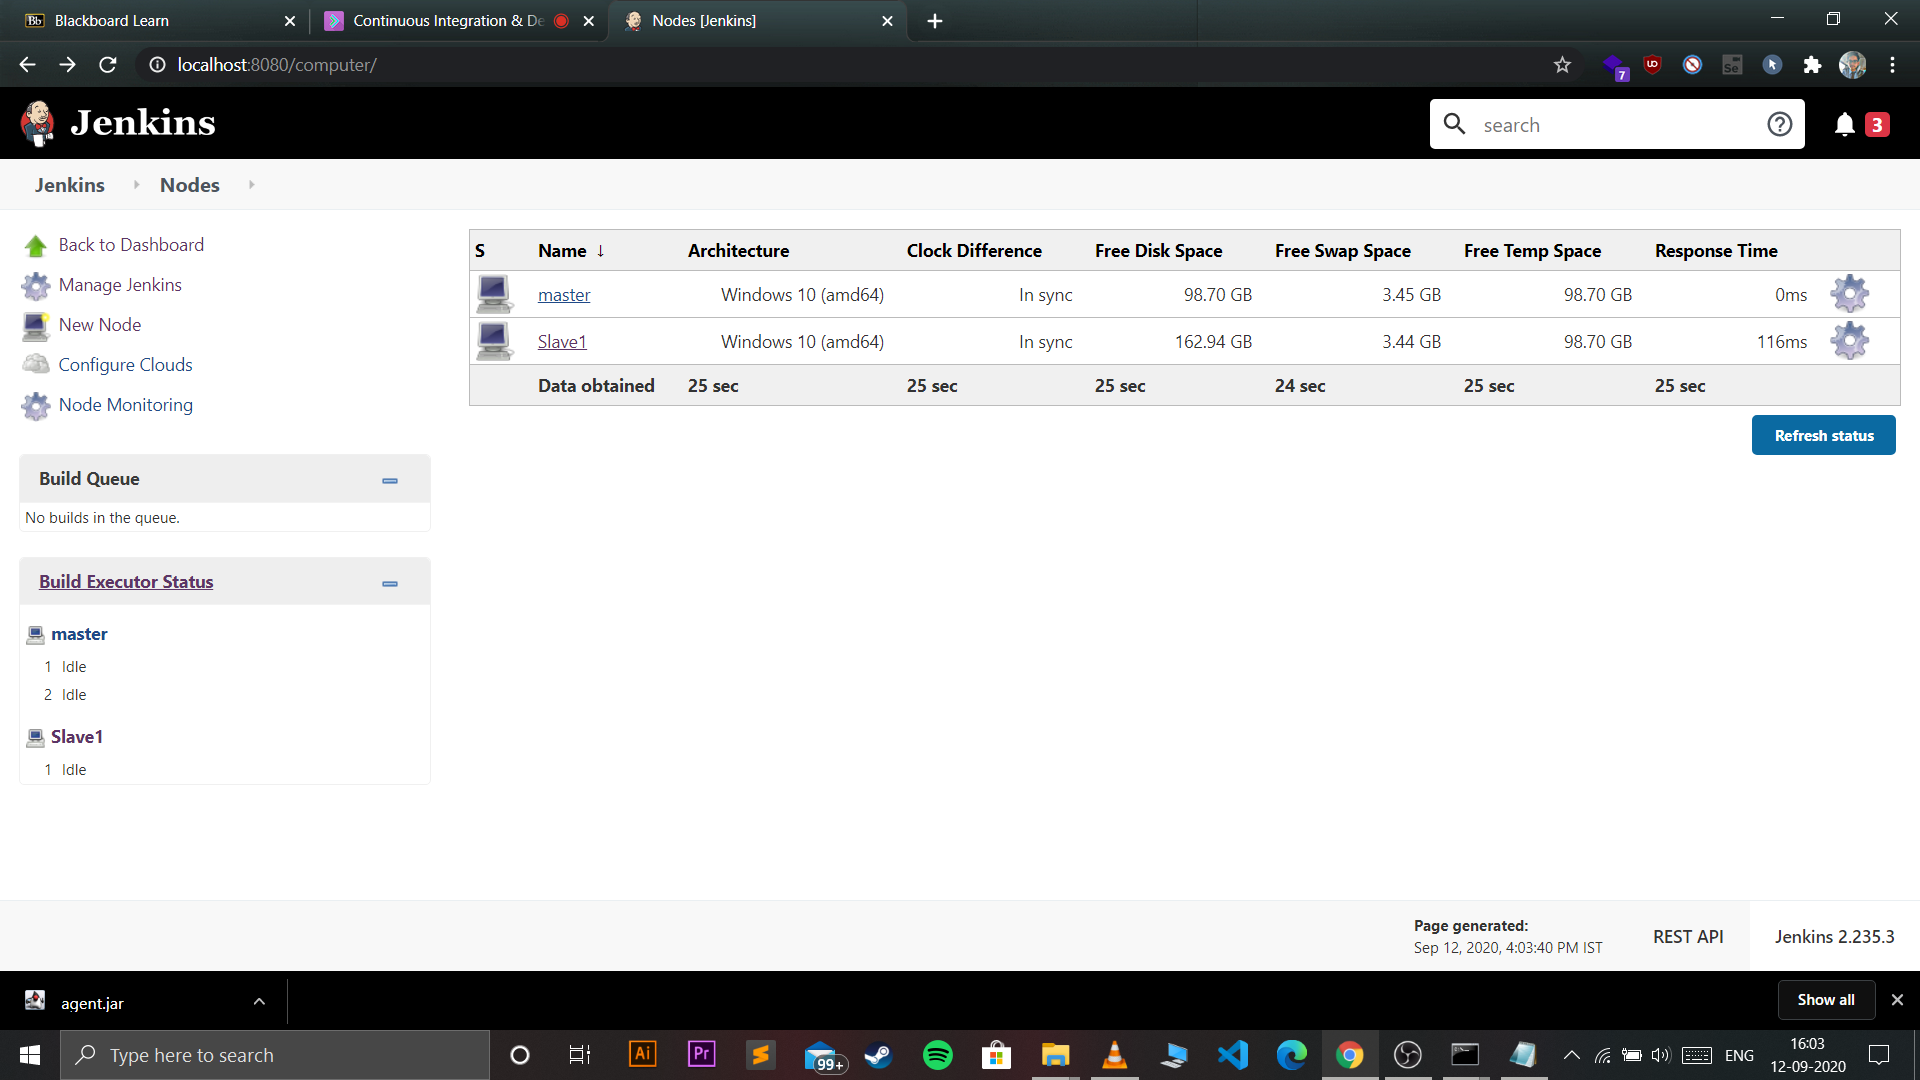 Blackboard Learn
Continuous Integration & De
Nodes [Jenkins]
localhost:8080/computer/
7
Jenkins
search
3
Jenkins
Nodes
Back to Dashboard
Manage Jenkins
New Node
Configure Clouds
Node Monitoring
S Name ↓ Architecture Clock Difference Free Disk Space Free Swap Space Free Temp Space Response Time
master Windows 10 (amd64) In sync 98.70 GB 3.45 GB 98.70 GB 0ms
Slave1 Windows 10 (amd64) In sync 162.94 GB 3.44 GB 98.70 GB 116ms
Data obtained 25 sec 25 sec 25 sec 24 sec 25 sec 25 sec
Refresh status
Build Queue
No builds in the queue.
Build Executor Status
master
1 Idle
2 Idle
Slave1
1 Idle
Page generated:
Sep 12, 2020, 4:03:40 PM IST
REST API
Jenkins 2.235.3
agent.jar
Show all
Type here to search
Ai
Pr
99+
ENG
16:03
12-09-2020